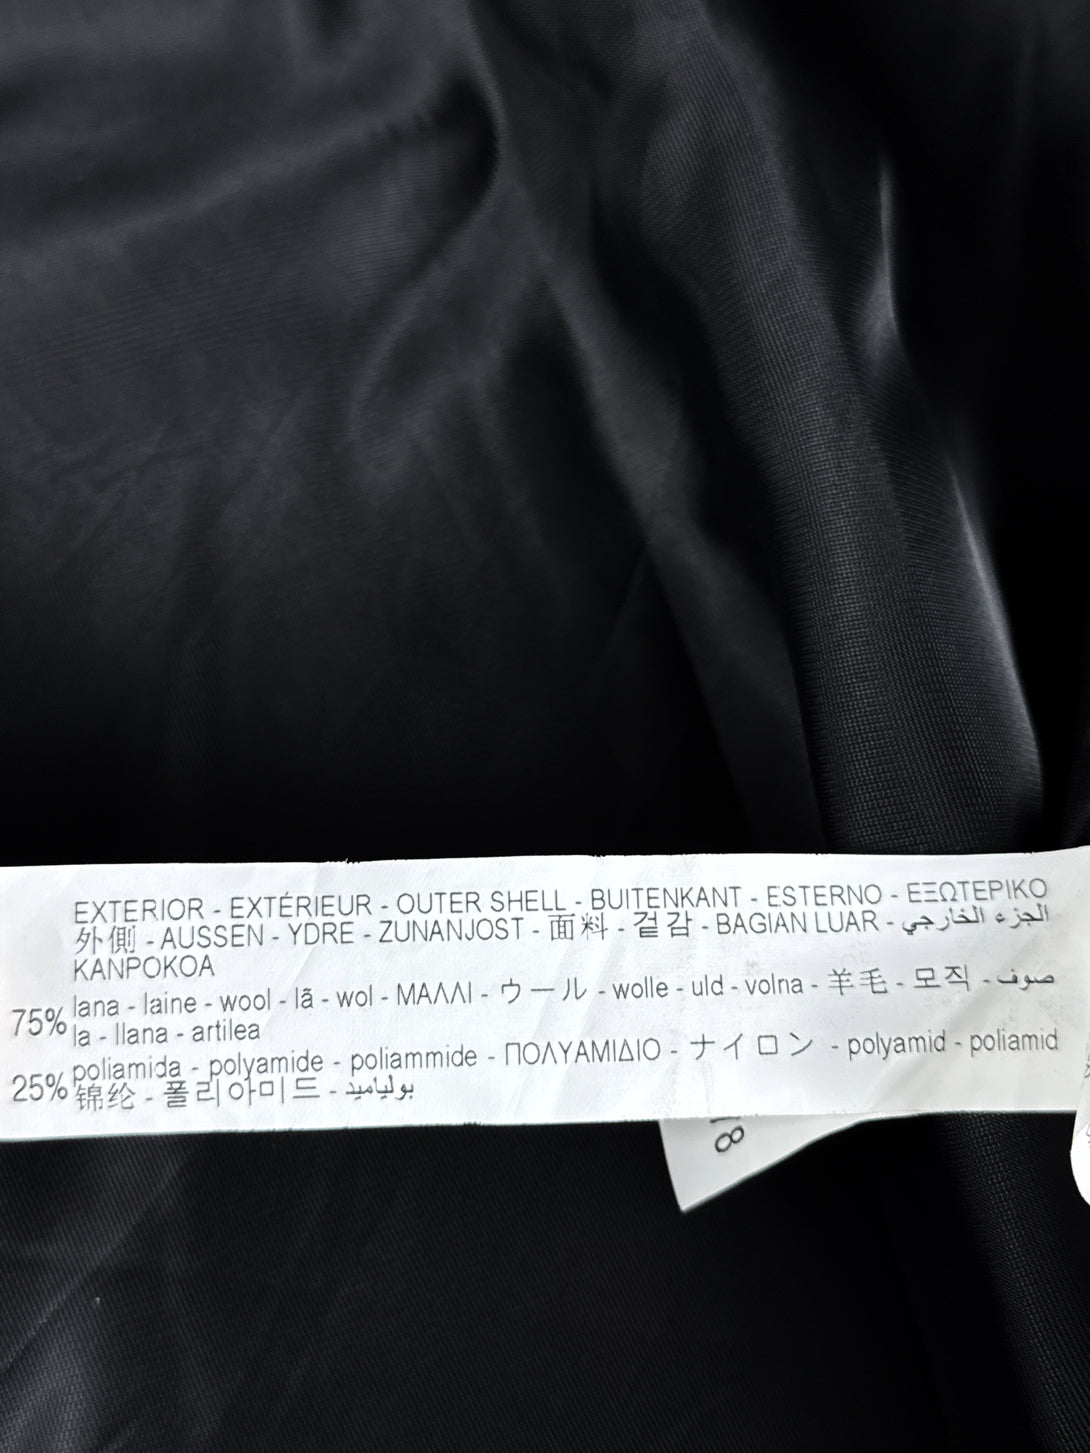 EXTERIOR - EXTÉRIEUR - OUTER SHELL - BUITENKANT - ESTERNO - ΕΞΩΤΕΡΙΚΟ
外側 - AUSSEN - YDRE - ZUNANJOST - 面料 - 겉감 - BAGIAN LUAR - الجزء الخارجي
KANPOKOA
75% lana - laine - wool - lã - wol - ΜΑΛΛΙ - ウール - wolle - uld - volna - 羊毛 - 모직 - صوف
la - llana - artilea
25% poliamida - polyamide - poliammide - ΠΟΛΥΑΜΙΔΙΟ - ナイロン - polyamid - poliamid
锦纶 - 폴리아미드 - بولياميد